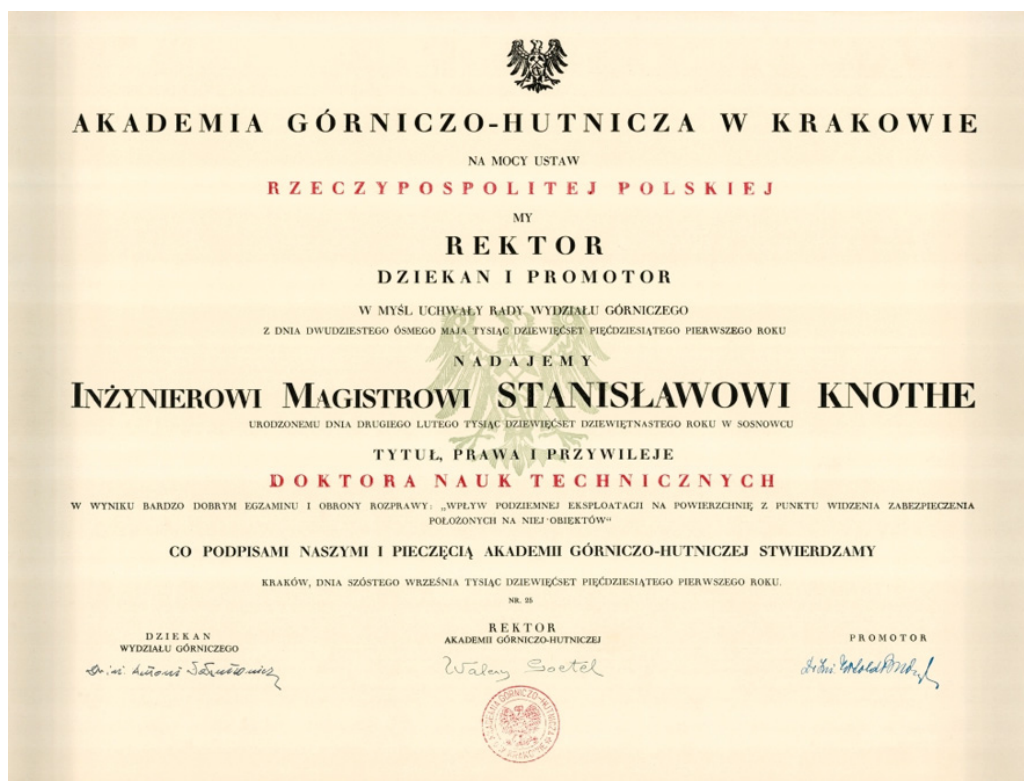 AKADEMIA GÓRNICZO-HUTNICZA W KRAKOWIE
NA MOCY USTAW
RZECZYPOSPOLITEJ POLSKIEJ
MY
REKTOR
DZIEKAN I PROMOTOR
W MYŚL UCHWAŁY RADY WYDZIAŁU GÓRNICZEGO
Z DNIA DWUDZIESTEGO ÓSMEGO MAJA TYSIĄC DZIEWIĘĆSET PIĘĆDZIESIĄTEGO PIERWSZEGO ROKU
NADAJEMY
INŻYNIEROWI MAGISTROWI STANISŁAWOWI KNOTHE
URODZONEMU DNIA DRUGIEGO LUTEGO TYSIĄC DZIEWIĘĆSET DZIEWIĘTNASTEGO ROKU W SOSNOWCU
TYTUŁ, PRAWA I PRZYWILEJE
DOKTORA NAUK TECHNICZNYCH
W WYNIKU BARDZO DOBRYM EGZAMINU I OBRONY ROZPRAWY: „WPŁYW PODZIEMNEJ EKSPLOATACJI NA POWIERZCHNIĘ Z PUNKTU WIDZENIA ZABEZPIECZENIA
POŁOŻONYCH NA NIEJ OBIEKTÓW“
CO PODPISAMI NASZYMI I PIECZĘCIĄ AKADEMII GÓRNICZO-HUTNICZEJ STWIERDZAMY
KRAKÓW, DNIA SZÓSTEGO WRZEŚNIA TYSIĄC DZIEWIĘĆSET PIĘĆDZIESIĄTEGO PIERWSZEGO ROKU.
NR. 25
DZIEKAN
WYDZIAŁU GÓRNICZEGO
REKTOR
AKADEMII GÓRNICZO-HUTNICZEJ
Walery Goetel
PROMOTOR